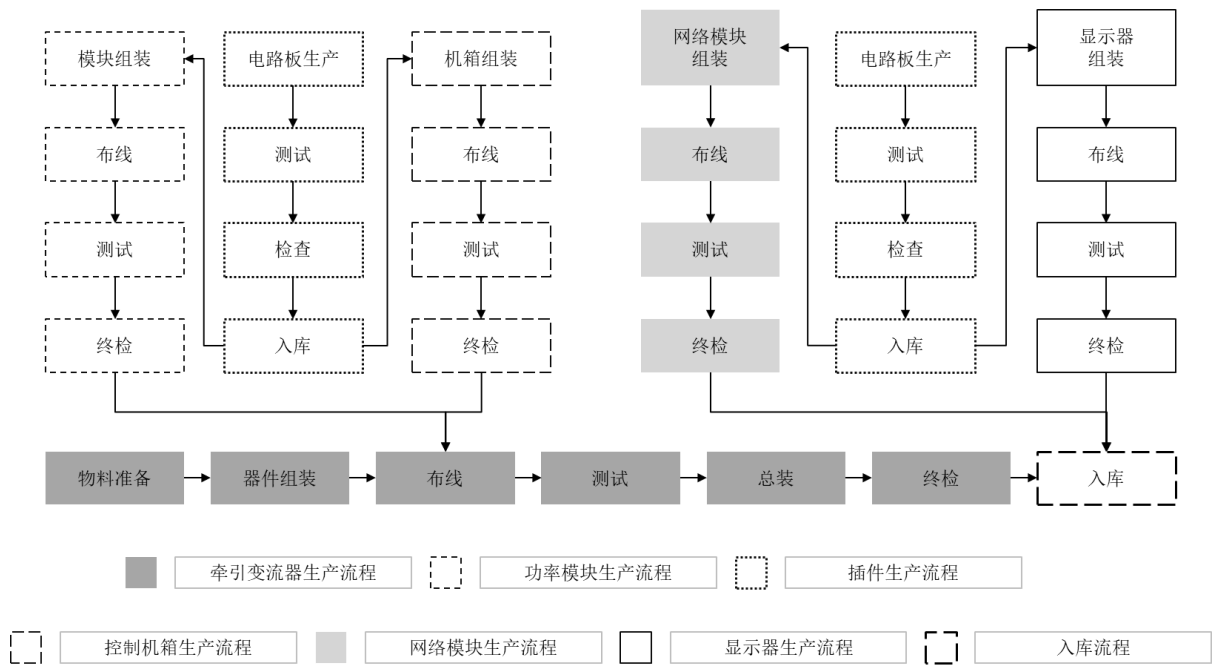 模块组装
电路板生产
机箱组装
网络模块
组装
电路板生产
显示器
组装
布线
测试
布线
布线
测试
布线
测试
检查
测试
测试
检查
测试
终检
入库
终检
终检
入库
终检
物料准备
器件组装
布线
测试
总装
终检
入库
牵引变流器生产流程
功率模块生产流程
插件生产流程
控制机箱生产流程
网络模块生产流程
显示器生产流程
入库流程